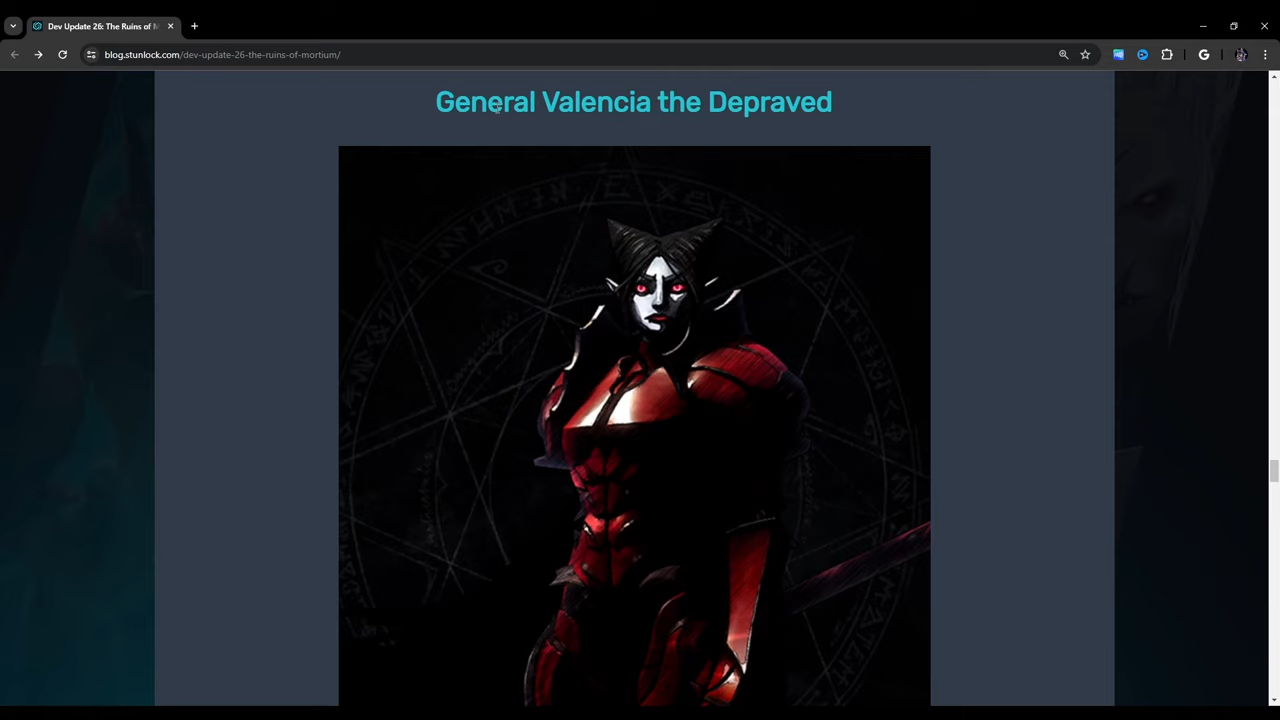 Dev Update 26: The Ruins of M
blog.stunlock.com/dev-update-26-the-ruins-of-mortium/
General Valencia the Depraved